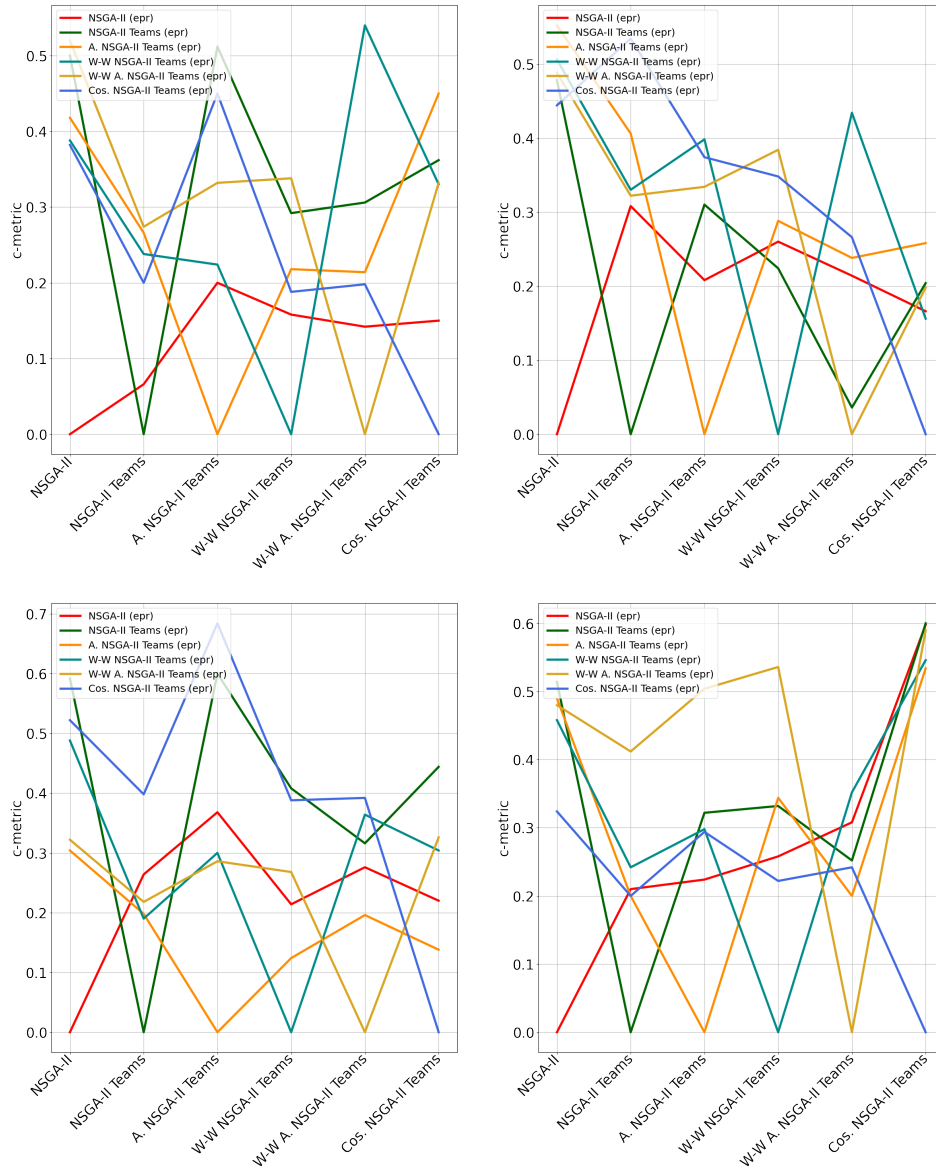 NSGA-II (epr)
NSGA-II Teams (epr)
A. NSGA-II Teams (epr)
W-W NSGA-II Teams (epr)
W-W A. NSGA-II Teams (epr)
Cos. NSGA-II Teams (epr)
c-metric
0.5
0.4
0.3
0.2
0.1
0.0
NSGA-II
NSGA-II Teams
A. NSGA-II Teams
W-W NSGA-II Teams
W-W A. NSGA-II Teams
Cos. NSGA-II Teams
NSGA-II (epr)
NSGA-II Teams (epr)
A. NSGA-II Teams (epr)
W-W NSGA-II Teams (epr)
W-W A. NSGA-II Teams (epr)
Cos. NSGA-II Teams (epr)
c-metric
0.5
0.4
0.3
0.2
0.1
0.0
NSGA-II
NSGA-II Teams
A. NSGA-II Teams
W-W NSGA-II Teams
W-W A. NSGA-II Teams
Cos. NSGA-II Teams
NSGA-II (epr)
NSGA-II Teams (epr)
A. NSGA-II Teams (epr)
W-W NSGA-II Teams (epr)
W-W A. NSGA-II Teams (epr)
Cos. NSGA-II Teams (epr)
c-metric
0.7
0.6
0.5
0.4
0.3
0.2
0.1
0.0
NSGA-II
NSGA-II Teams
A. NSGA-II Teams
W-W NSGA-II Teams
W-W A. NSGA-II Teams
Cos. NSGA-II Teams
NSGA-II (epr)
NSGA-II Teams (epr)
A. NSGA-II Teams (epr)
W-W NSGA-II Teams (epr)
W-W A. NSGA-II Teams (epr)
Cos. NSGA-II Teams (epr)
c-metric
0.6
0.5
0.4
0.3
0.2
0.1
0.0
NSGA-II
NSGA-II Teams
A. NSGA-II Teams
W-W NSGA-II Teams
W-W A. NSGA-II Teams
Cos. NSGA-II Teams